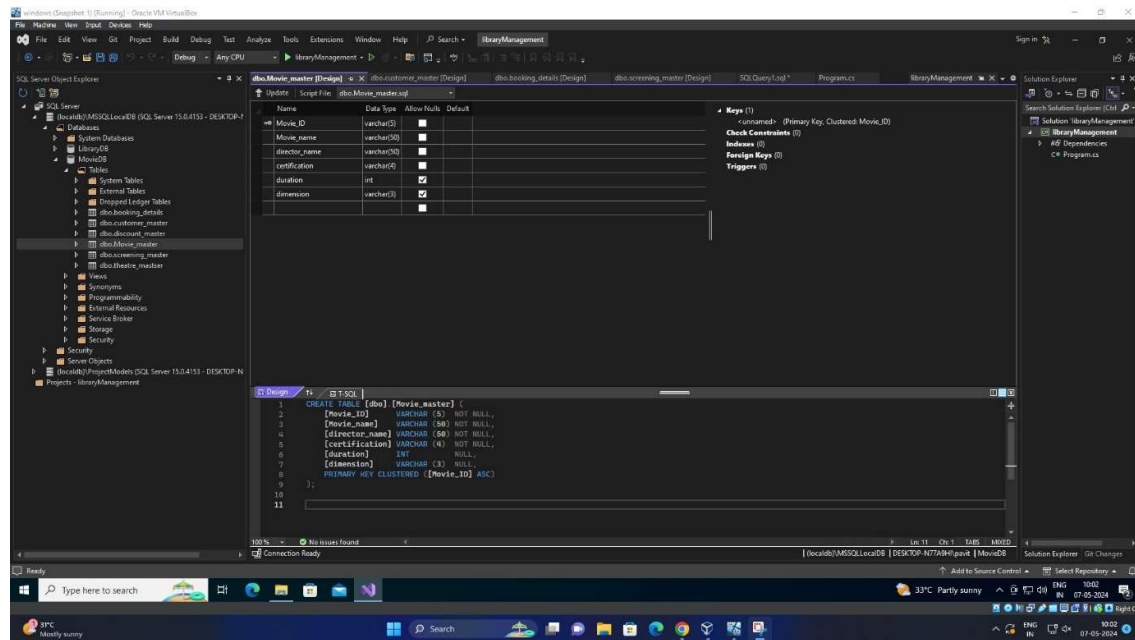 windows (Snapshot 1) [Running] - Oracle VM VirtualBox
File Machine View Input Devices Help
File Edit View Git Project Build Debug Test Analyze Tools Extensions Window Help Search libraryManagement Sign in
Debug Any CPU libraryManagement
SQL Server Object Explorer
SQL Server
(localdb)\MSSQLLocalDB (SQL Server 15.0.4153 - DESKTOP-
Databases
System Databases
LibraryDB
MovieDB
Tables
System Tables
External Tables
Dropped Ledger Tables
dbo.booking_details
dbo.customer_master
dbo.discount_master
dbo.Movie_master
dbo.screening_master
dbo.theatre_mastser
Views
Synonyms
Programmability
External Resources
Service Broker
Storage
Security
Security
Server Objects
(localdb)\ProjectModels (SQL Server 15.0.4153 - DESKTOP-N
Projects - libraryManagement
dbo.Movie_master [Design] dbo.customer_master [Design] dbo.booking_details [Design] dbo.screening_master [Design] SQLQuery1.sql * Program.cs libraryManagement
Update Script File: dbo.Movie_master.sql
Name Data Type Allow Nulls Default
Movie_ID varchar(5)
Movie_name varchar(50)
director_name varchar(50)
certification varchar(4)
duration int
dimension varchar(3)
Keys (1)
<unnamed> (Primary Key, Clustered: Movie_ID)
Check Constraints (0)
Indexes (0)
Foreign Keys (0)
Triggers (0)
Design T-SQL
1 CREATE TABLE [dbo].[Movie_master] (
2 [Movie_ID] VARCHAR (5) NOT NULL,
3 [Movie_name] VARCHAR (50) NOT NULL,
4 [director_name] VARCHAR (50) NOT NULL,
5 [certification] VARCHAR (4) NOT NULL,
6 [duration] INT NULL,
7 [dimension] VARCHAR (3) NULL,
8 PRIMARY KEY CLUSTERED ([Movie_ID] ASC)
9 );
10
11
100 % No issues found Ln: 11 Ch: 1 TABS MIXED
Connection Ready (localdb)\MSSQLLocalDB DESKTOP-N77A9HI\pavit MovieDB
Solution Explorer
Search Solution Explorer (Ctrl
Solution 'libraryManagement'
libraryManagement
Dependencies
C# Program.cs
Solution Explorer Git Changes
Ready Add to Source Control Select Repository
Type here to search 33°C Partly sunny ENG IN 10:02 07-05-2024
Right C
31°C
Mostly sunny
Search
ENG IN 10:02 07-05-2024